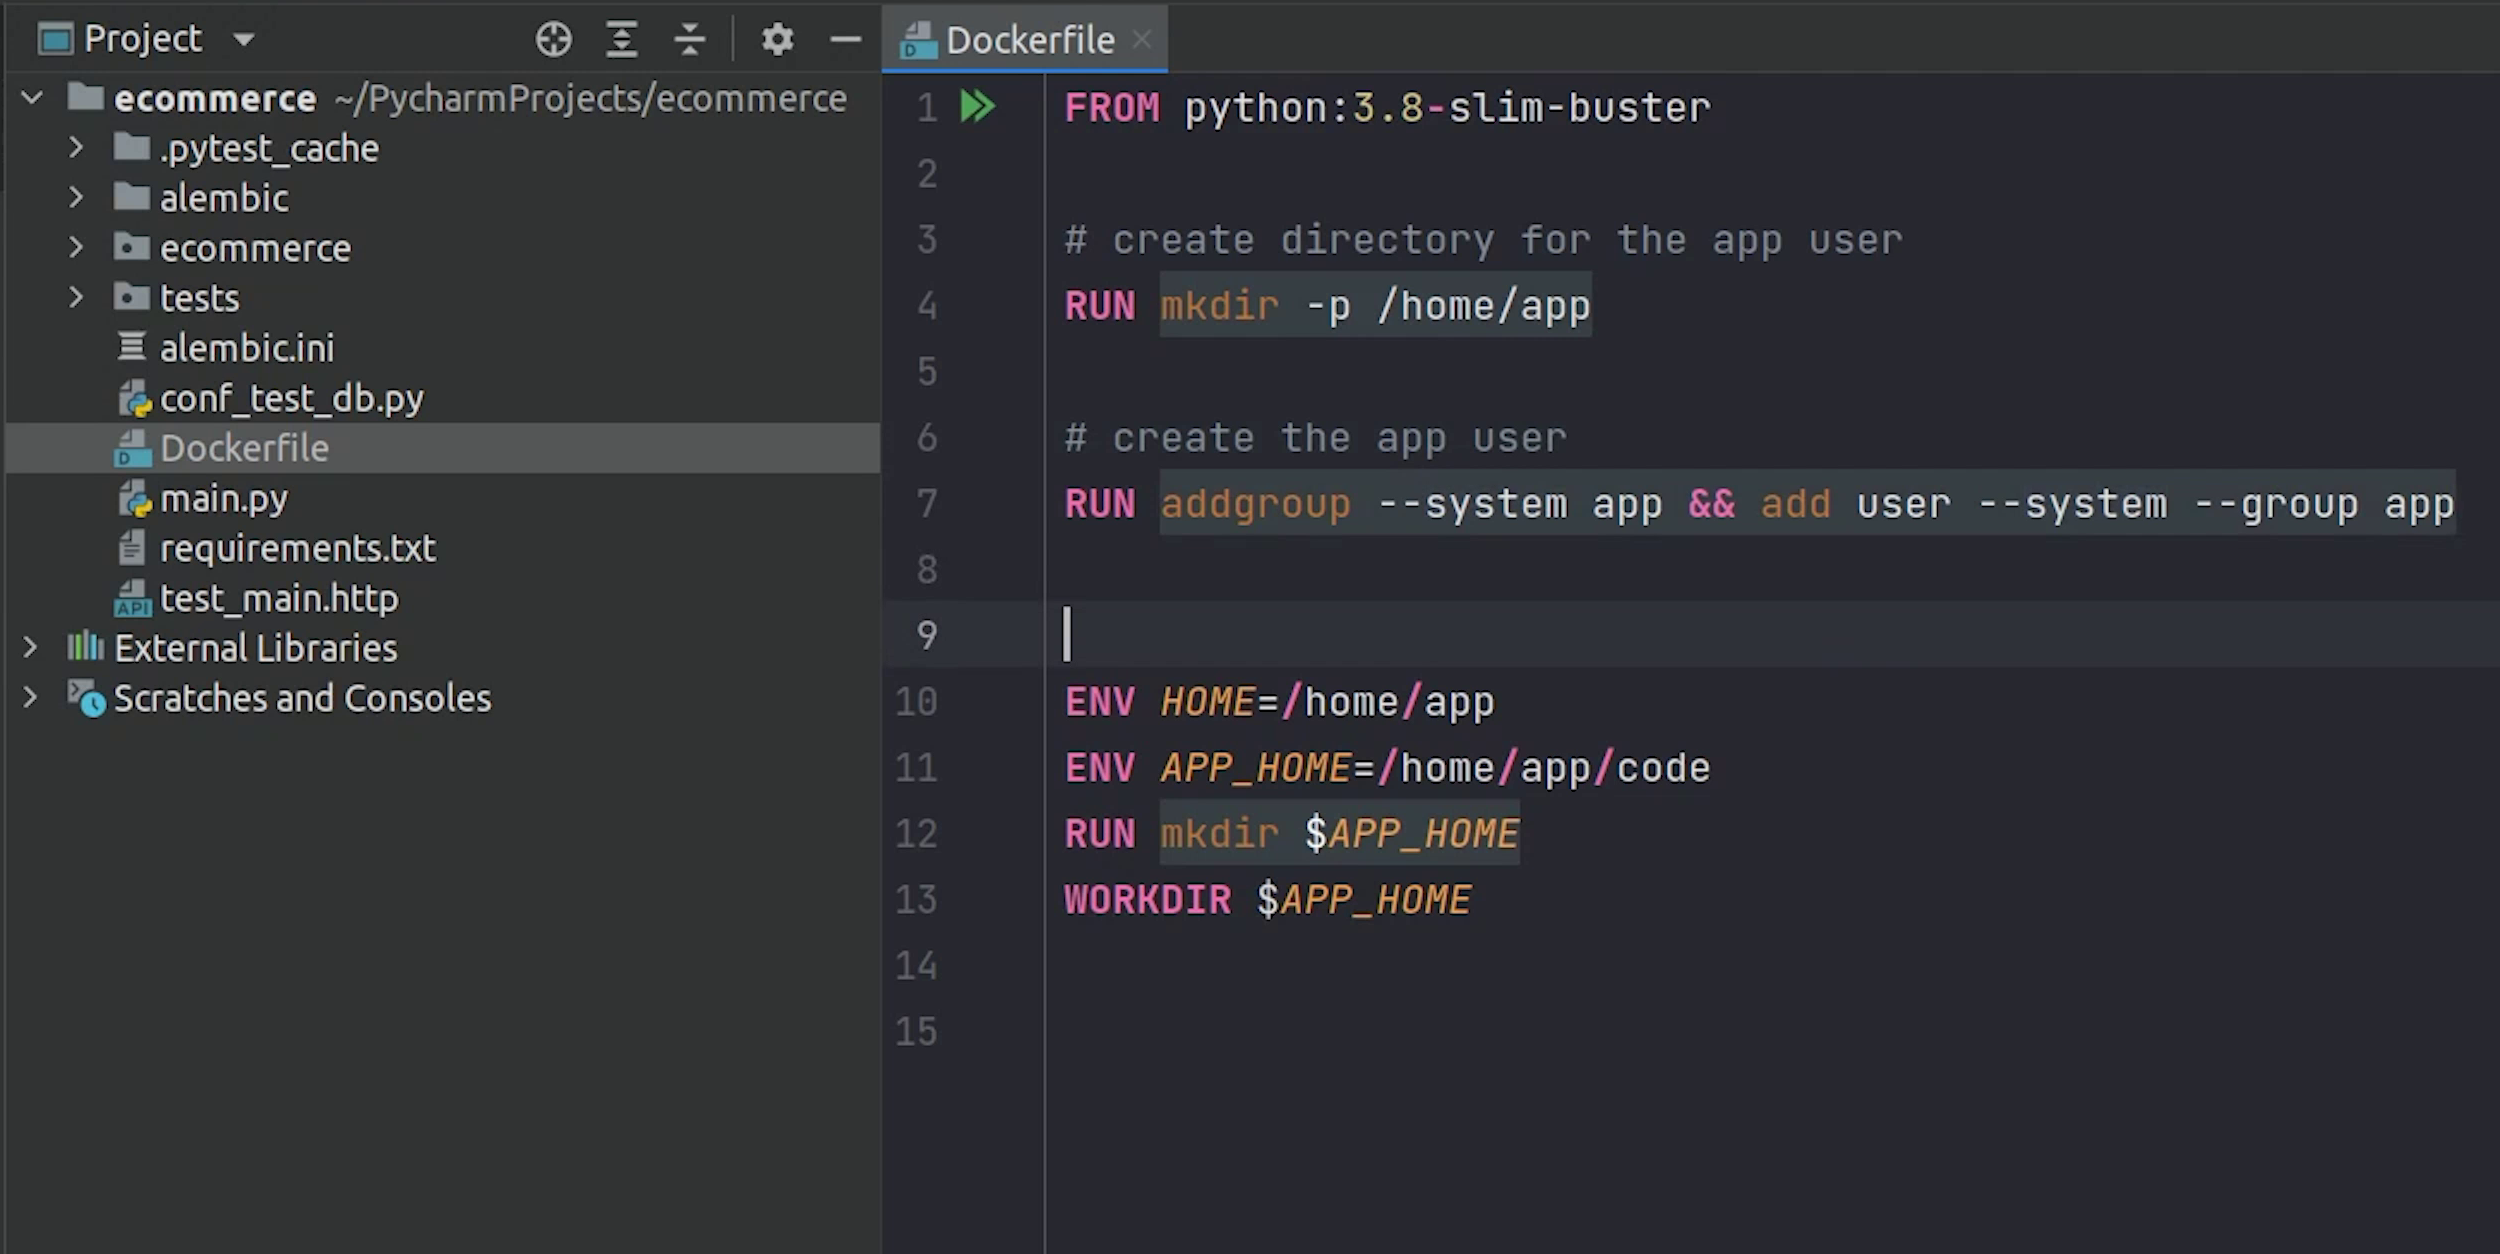 Project
ecommerce ~/PycharmProjects/ecommerce
.pytest_cache
alembic
ecommerce
tests
alembic.ini
conf_test_db.py
Dockerfile
main.py
requirements.txt
API test_main.http
External Libraries
Scratches and Consoles
Dockerfile
1 FROM python:3.8-slim-buster
2
3 # create directory for the app user
4 RUN mkdir -p /home/app
5
6 # create the app user
7 RUN addgroup --system app && add user --system --group app
8
9
10 ENV HOME=/home/app
11 ENV APP_HOME=/home/app/code
12 RUN mkdir $APP_HOME
13 WORKDIR $APP_HOME
14
15